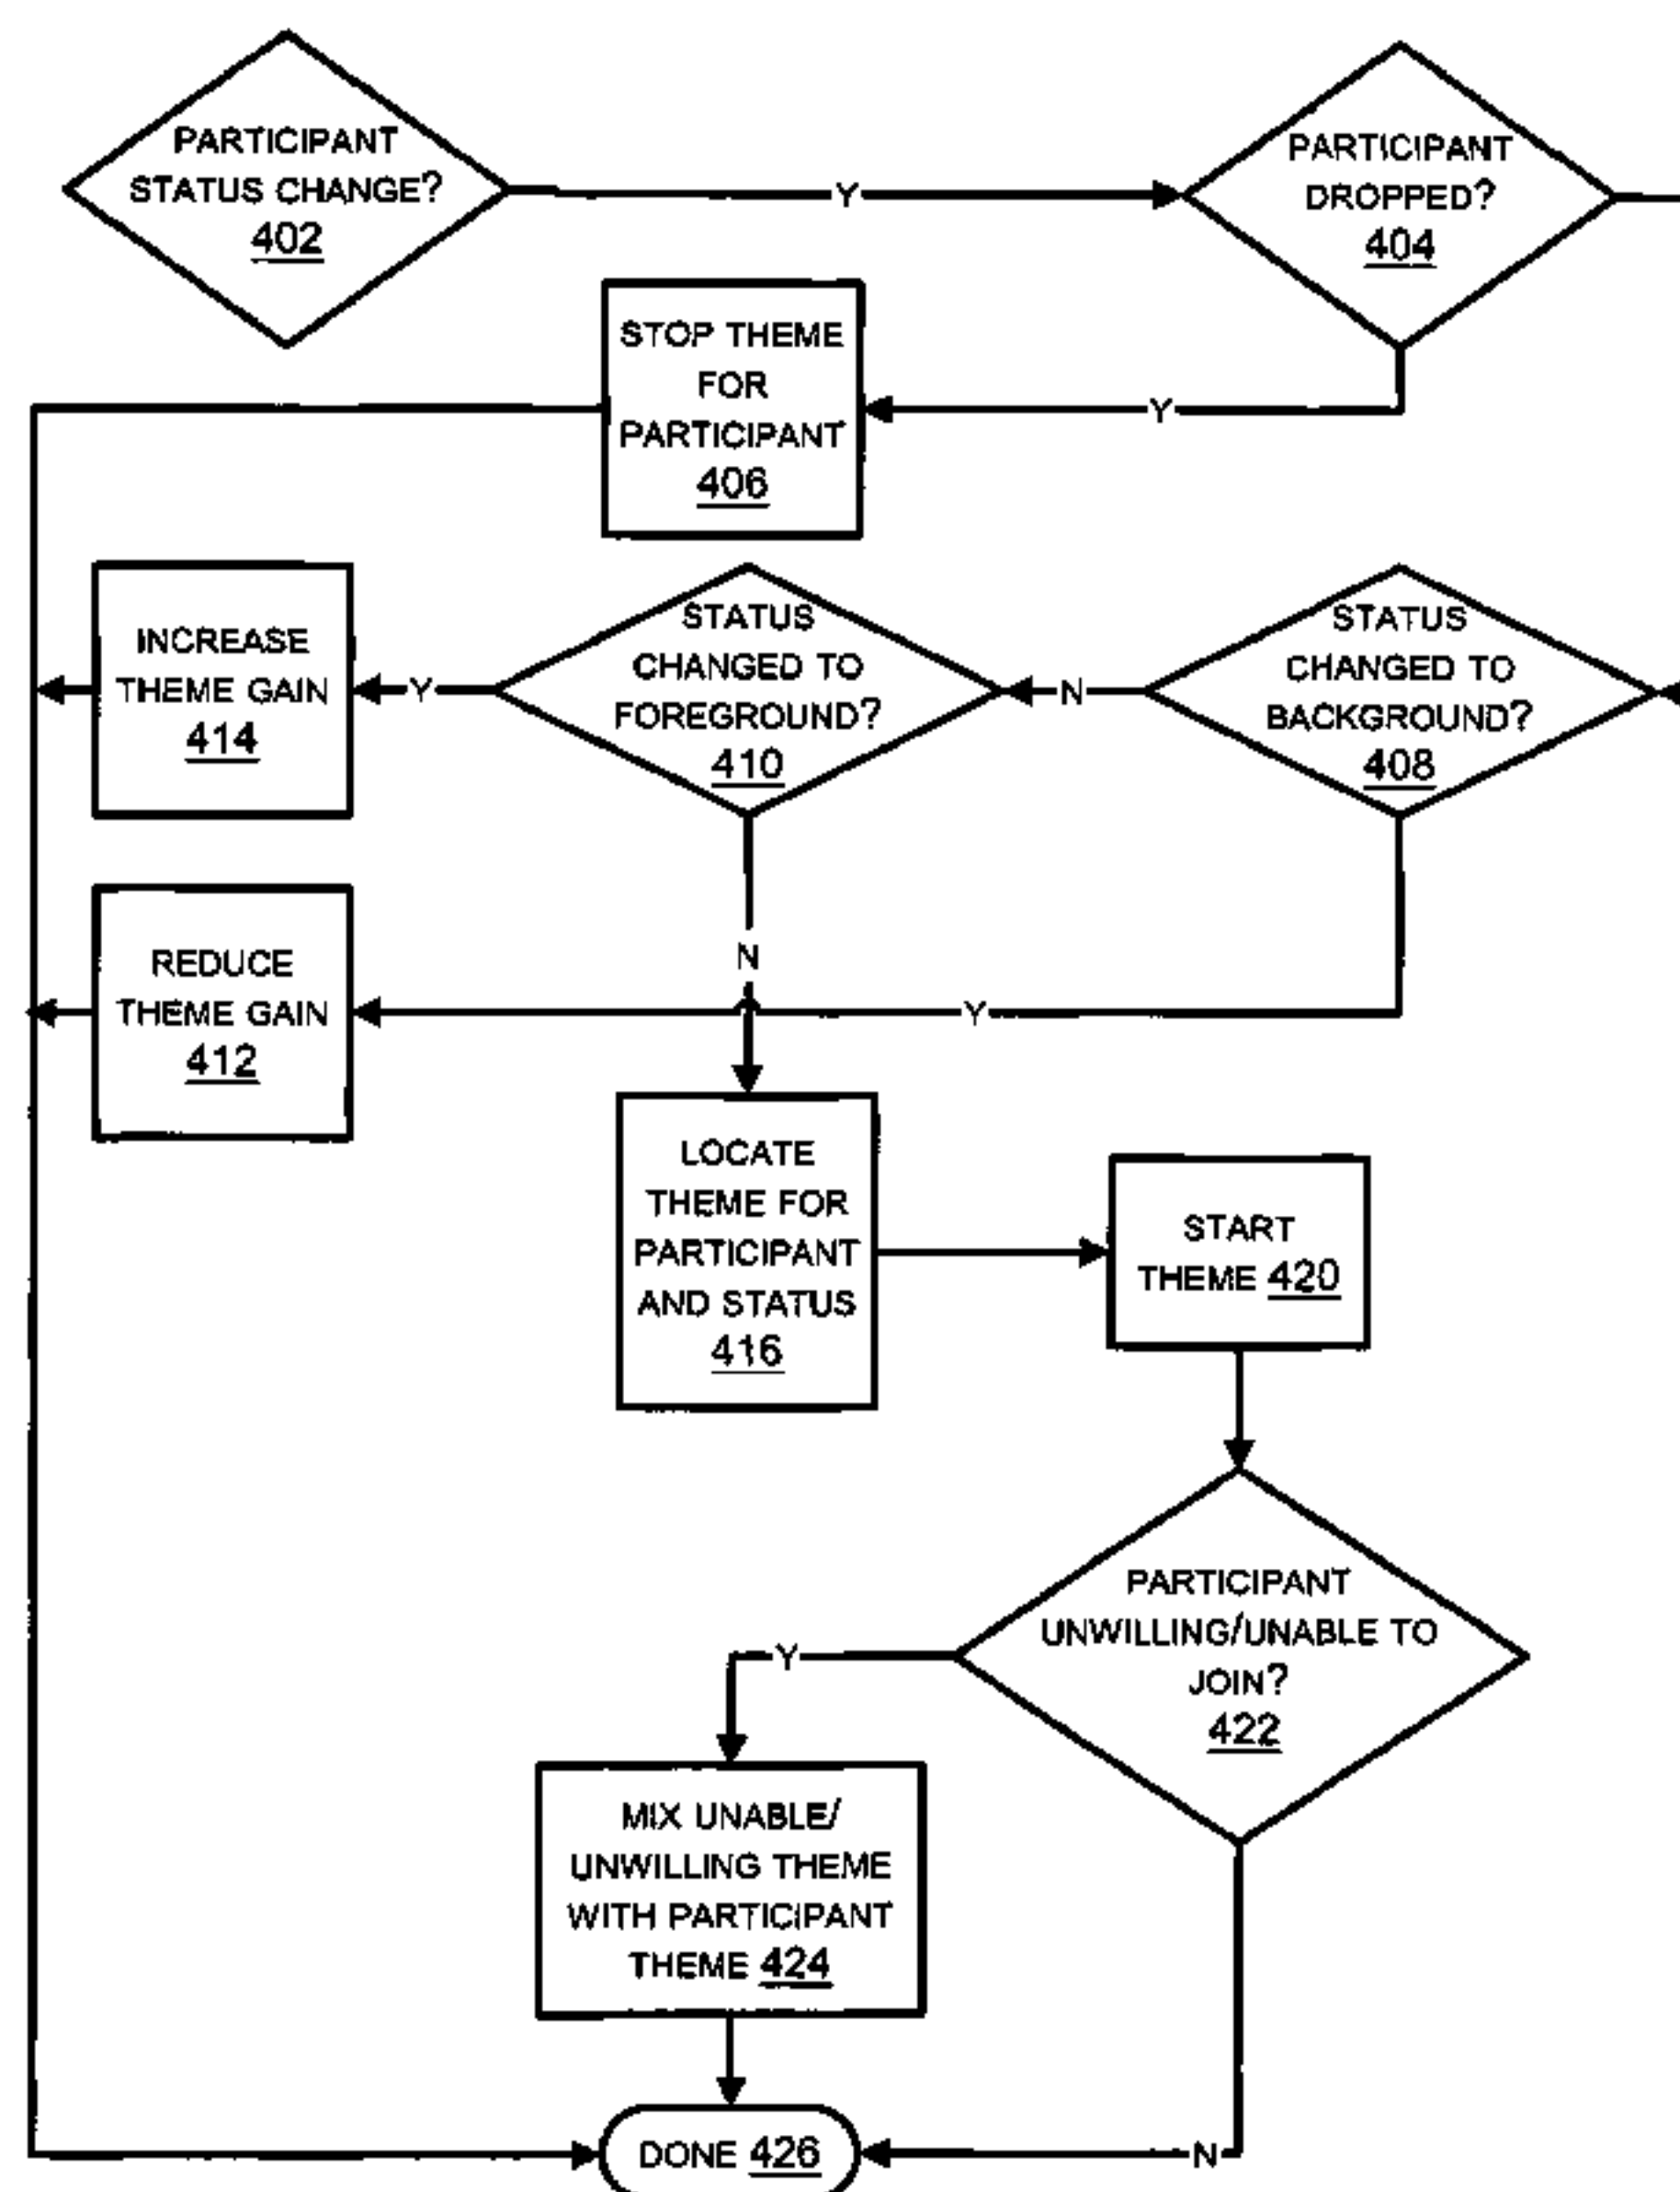 PARTICIPANT
STATUS CHANGE?
402
Y
PARTICIPANT
DROPPED?
404
STOP THEME
FOR
PARTICIPANT
406
Y
INCREASE
THEME GAIN
414
Y
STATUS
CHANGED TO
FOREGROUND?
410
N
STATUS
CHANGED TO
BACKGROUND?
408
N
REDUCE
THEME GAIN
412
Y
LOCATE
THEME FOR
PARTICIPANT
AND STATUS
416
START
THEME 420
PARTICIPANT
UNWILLING/UNABLE TO
JOIN?
422
Y
MIX UNABLE/
UNWILLING THEME
WITH PARTICIPANT
THEME 424
DONE 426
N